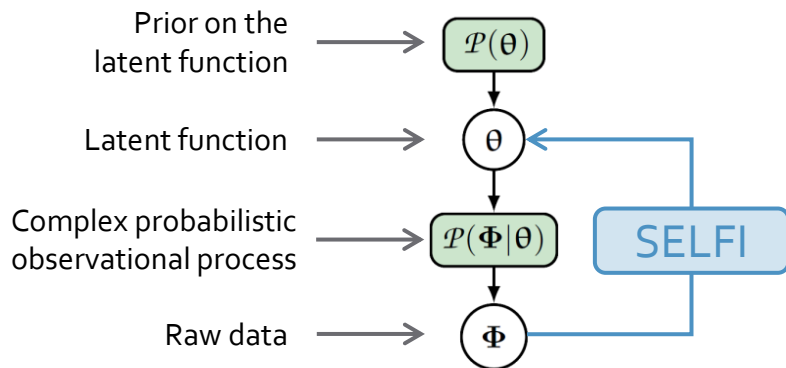 Prior on the
latent function
𝒫(θ)
Latent function
θ
Complex probabilistic
observational process
𝒫(Φ|θ)
SELFI
Raw data
Φ